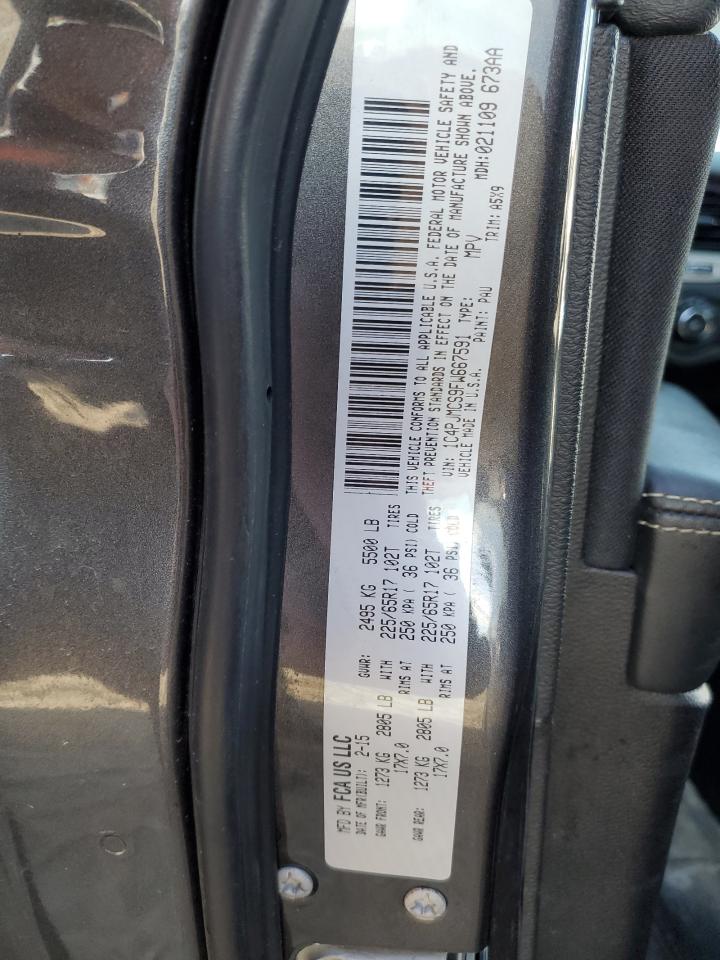 MFD BY FCA US LLC
DATE OF MFR(BUILT): 2-15 GVWR: 2495 KG 5500 LB
GAWR FRONT: 1273 KG 2805 LB WITH 225/65R17 102T TIRES
17X7.0 RIMS AT 250 KPA ( 36 PSI) COLD
GAWR REAR: 1273 KG 2805 LB WITH 225/65R17 102T TIRES
17X7.0 RIMS AT 250 KPA ( 36 PSI) COLD
THIS VEHICLE CONFORMS TO ALL APPLICABLE U.S.A. FEDERAL MOTOR VEHICLE SAFETY AND
THEFT PREVENTION STANDARDS IN EFFECT ON THE DATE OF MANUFACTURE SHOWN ABOVE.
VIN: 1C4PJMCS9FW667591 TYPE: MPV MDH:021109 673AA
VEHICLE MADE IN U.S.A. PAINT: PAU TRIM: A5X9